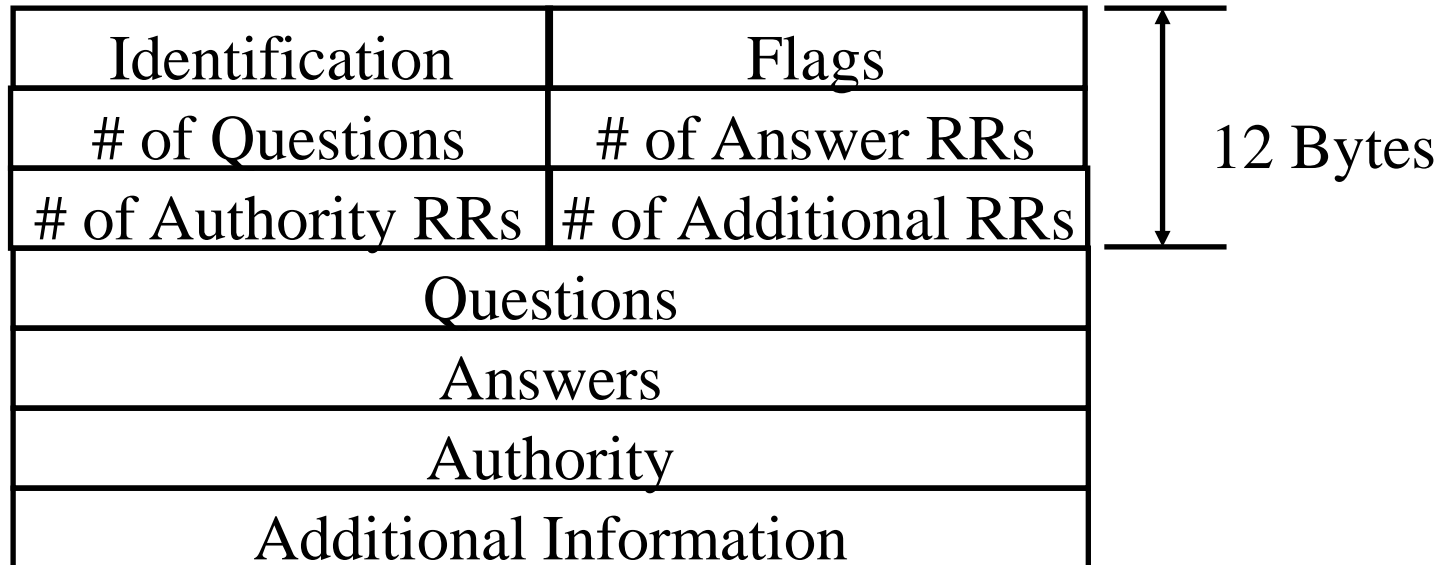 Identification
Flags
# of Questions
# of Answer RRs
12 Bytes
# of Authority RRs
# of Additional RRs
Questions
Answers
Authority
Additional Information